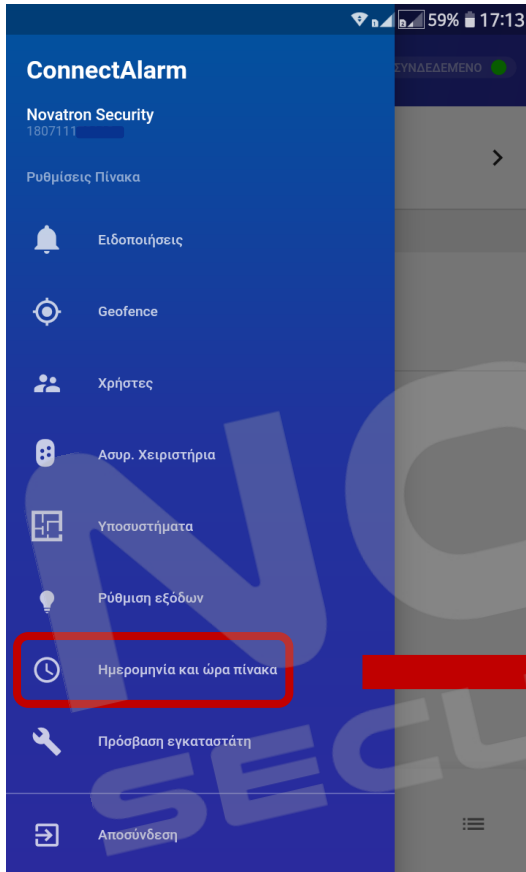 59% 17:13
ConnectAlarm
ΣΥΝΔΕΔΕΜΕΝΟ
Novatron Security
1807111
Ρυθμίσεις Πίνακα
Ειδοποιήσεις
Geofence
Χρήστες
Ασυρ. Χειριστήρια
Υποσυστήματα
Ρύθμιση εξόδων
Ημερομηνία και ώρα πίνακα
Πρόσβαση εγκαταστάτη
Αποσύνδεση